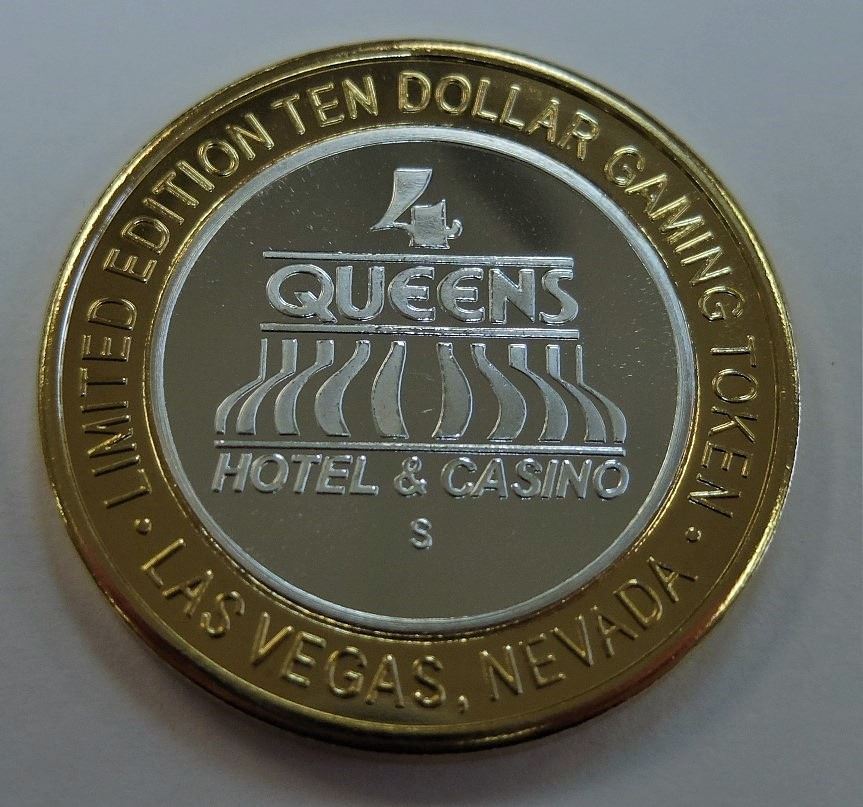 LIMITED EDITION TEN DOLLAR GAMING TOKEN
4
QUEENS
HOTEL & CASINO
S
• LAS VEGAS, NEVADA •